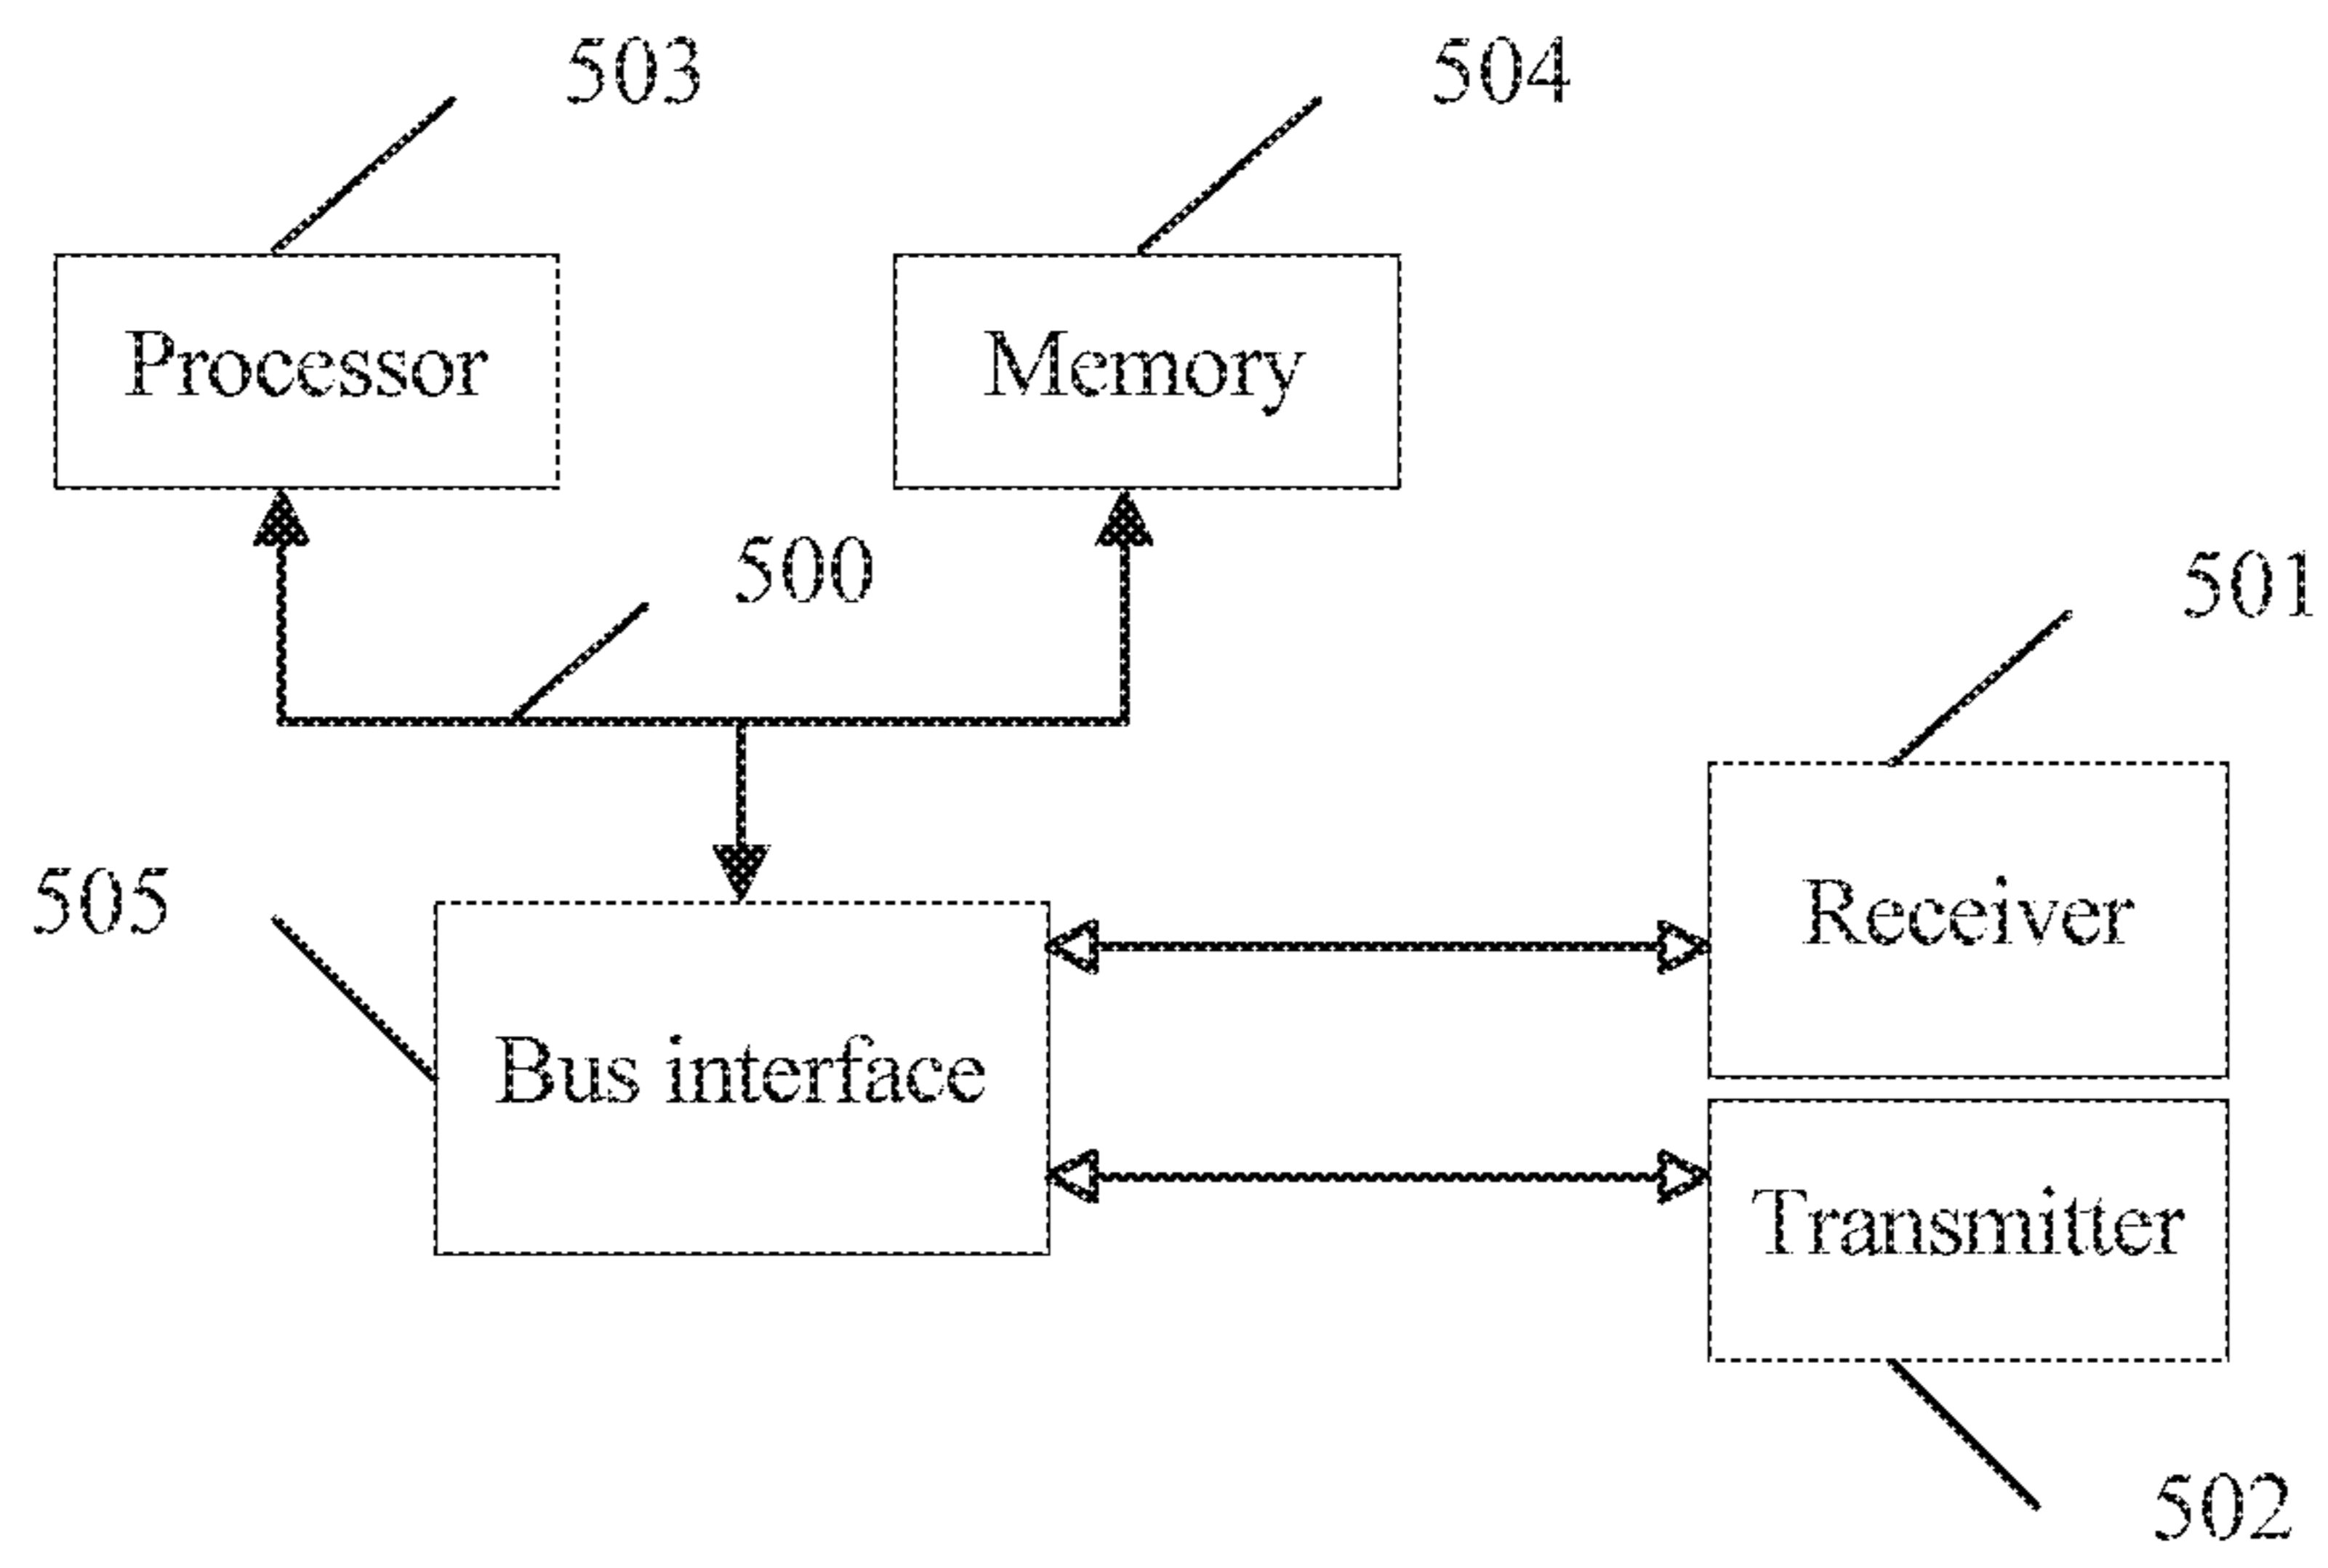 503
504
Processor
Memory
500
501
505
Receiver
Bus interface
Transmitter
502